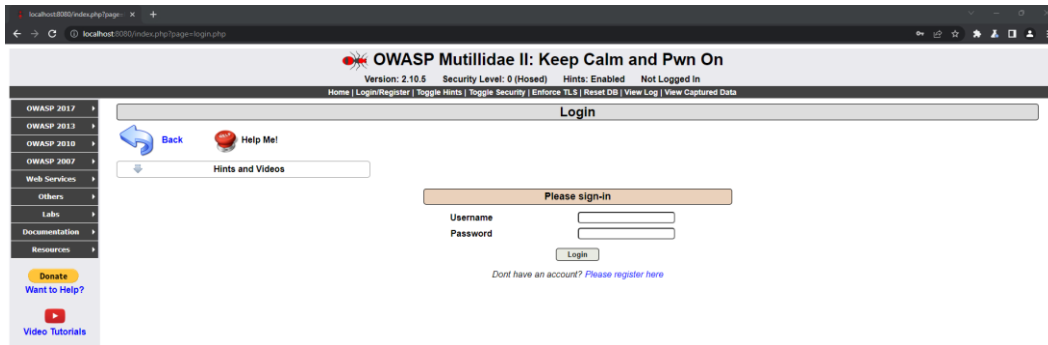 localhost:8080/index.php?page=
localhost:8080/index.php?page=login.php
OWASP Mutillidae II: Keep Calm and Pwn On
Version: 2.10.5 Security Level: 0 (Hosed) Hints: Enabled Not Logged In
Home | Login/Register | Toggle Hints | Toggle Security | Enforce TLS | Reset DB | View Log | View Captured Data
OWASP 2017
OWASP 2013
OWASP 2010
OWASP 2007
Web Services
Others
Labs
Documentation
Resources
Donate
Want to Help?
Video Tutorials
Login
Back
Help Me!
Hints and Videos
Please sign-in
Username
Password
Login
Dont have an account? Please register here